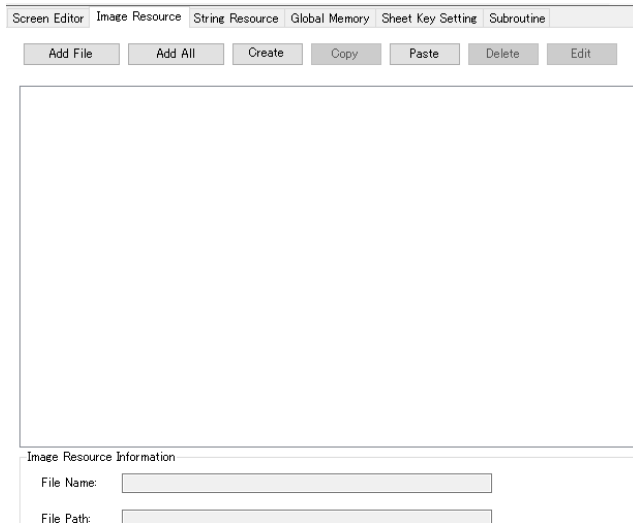 Screen Editor Image Resource String Resource Global Memory Sheet Key Setting Subroutine
Add File Add All Create Copy Paste Delete Edit
Image Resource Information
File Name:
File Path: